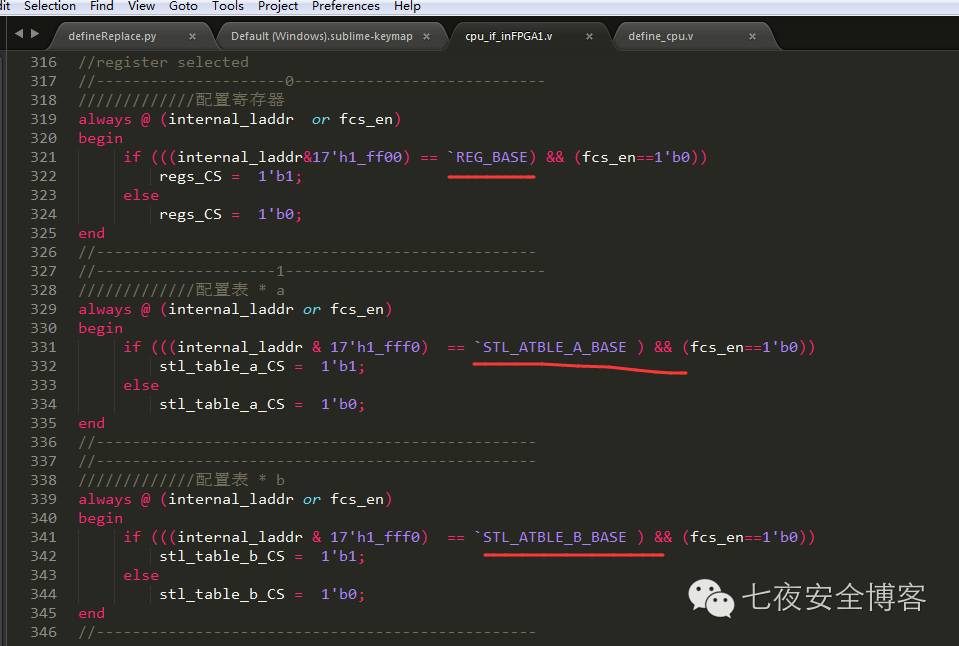 dit Selection Find View Goto Tools Project Preferences Help
defineReplace.py × Default (Windows).sublime-keymap × cpu_if_inFPGA1.v × define_cpu.v ×
316 //register selected
317 //---------------------0----------------------------
318 /////////////配置寄存器
319 always @ (internal_laddr or fcs_en)
320 begin
321 if (((internal_laddr&17'h1_ff00) == `REG_BASE) && (fcs_en==1'b0))
322 regs_CS = 1'b1;
323 else
324 regs_CS = 1'b0;
325 end
326 //-------------------------------------------------
327 //--------------------1-----------------------------
328 /////////////配置表 * a
329 always @ (internal_laddr or fcs_en)
330 begin
331 if (((internal_laddr & 17'h1_fff0) == `STL_ATBLE_A_BASE ) && (fcs_en==1'b0))
332 stl_table_a_CS = 1'b1;
333 else
334 stl_table_a_CS = 1'b0;
335 end
336 //-------------------------------------------------
337 //-------------------------------------------------
338 /////////////配置表 * b
339 always @ (internal_laddr or fcs_en)
340 begin
341 if (((internal_laddr & 17'h1_fff0) == `STL_ATBLE_B_BASE ) && (fcs_en==1'b0))
342 stl_table_b_CS = 1'b1;
343 else
344 stl_table_b_CS = 1'b0;
345 end
346 //-------------------------------------------------
七夜安全博客